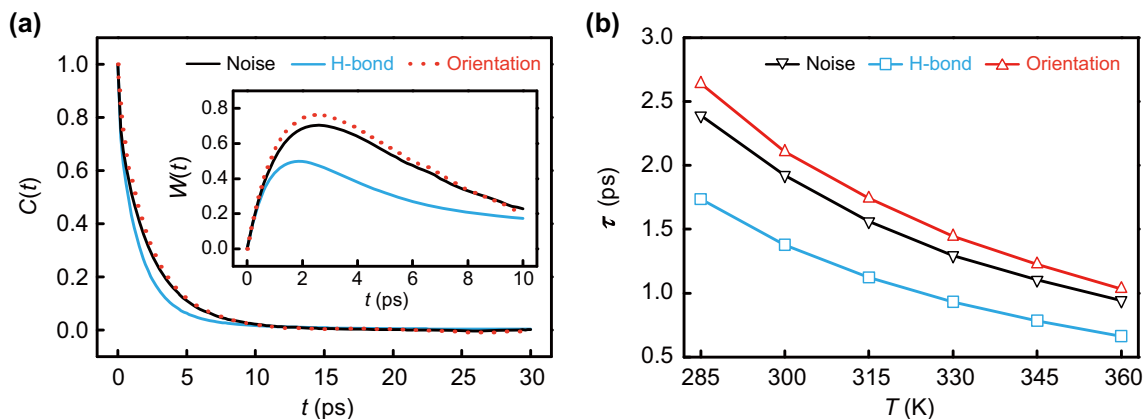 (a)
Noise H-bond Orientation
1.0
0.8
0.6
0.4
0.2
0.0
C(t)
0 5 10 15 20 25 30
t (ps)
0.8
0.6
0.4
0.2
0.0
W(t)
0 2 4 6 8 10
t (ps)
(b)
Noise H-bond Orientation
3.0
2.5
2.0
1.5
1.0
0.5
τ (ps)
285 300 315 330 345 360
T (K)